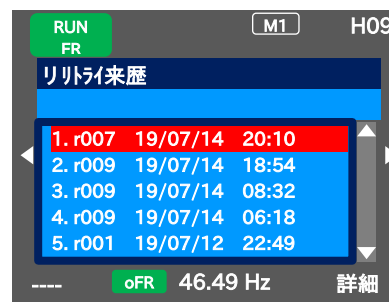 RUN M1 H09
FR
リトライ来歴
1. r007 19/07/14 20:10
2. r009 19/07/14 18:54
3. r009 19/07/14 08:32
4. r009 19/07/14 06:18
5. r001 19/07/12 22:49
---- oFR 46.49 Hz 詳細